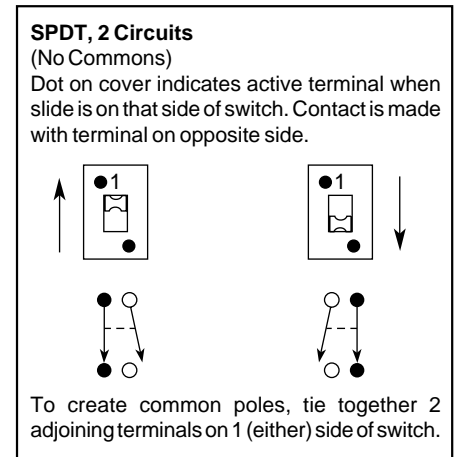 SPDT, 2 Circuits
(No Commons)
Dot on cover indicates active terminal when
slide is on that side of switch. Contact is made
with terminal on opposite side.
1
1
To create common poles, tie together 2
adjoining terminals on 1 (either) side of switch.